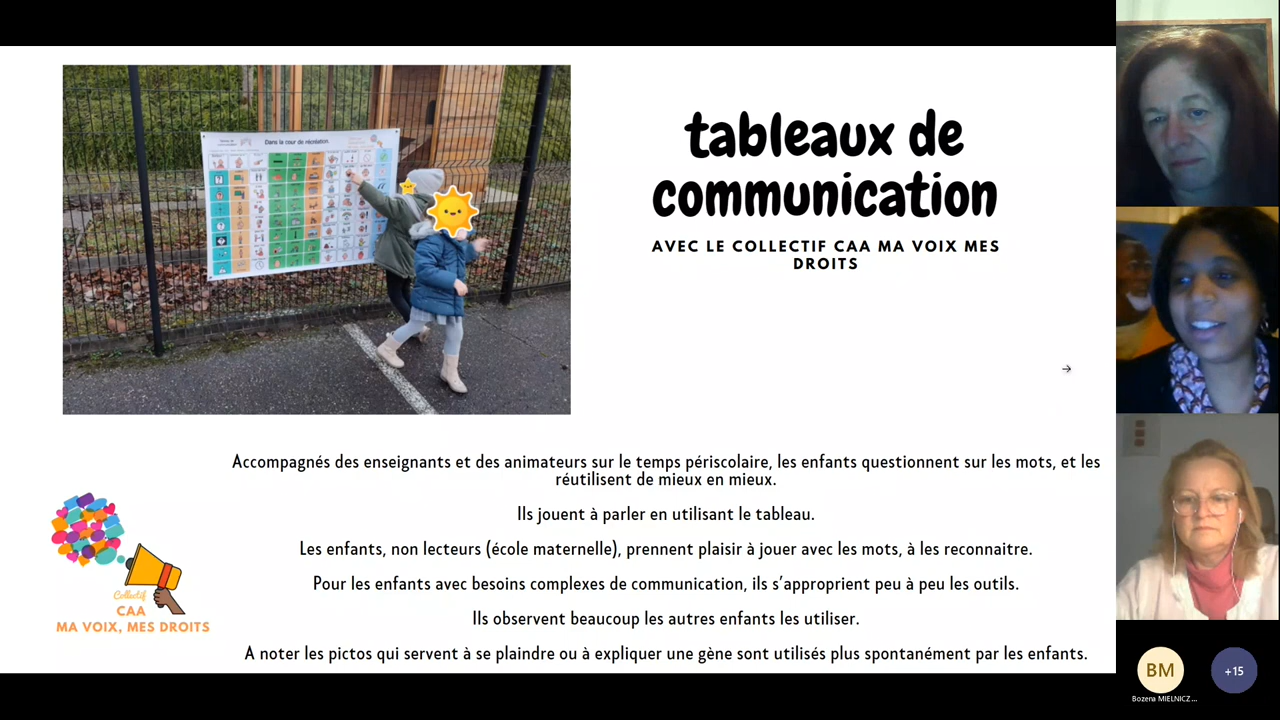 Dans la cour de récréation.
tableaux de
communication
AVEC LE COLLECTIF CAA MA VOIX MES
DROITS
Accompagnés des enseignants et des animateurs sur le temps périscolaire, les enfants questionnent sur les mots, et les
réutilisent de mieux en mieux.
Ils jouent à parler en utilisant le tableau.
Les enfants, non lecteurs (école maternelle), prennent plaisir à jouer avec les mots, à les reconnaitre.
Pour les enfants avec besoins complexes de communication, ils s'approprient peu à peu les outils.
Ils observent beaucoup les autres enfants les utiliser.
A noter les pictos qui servent à se plaindre ou à expliquer une gène sont utilisés plus spontanément par les enfants.
Collectif
CAA
MA VOIX, MES DROITS
BM
+15
Bozena MIELNICZ...